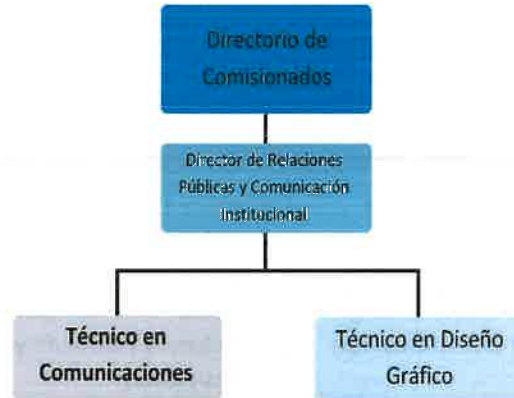 Directorio de
Comisionados
Director de Relaciones
Públicas y Comunicación
Institucional
Técnico en
Comunicaciones
Técnico en Diseño
Gráfico